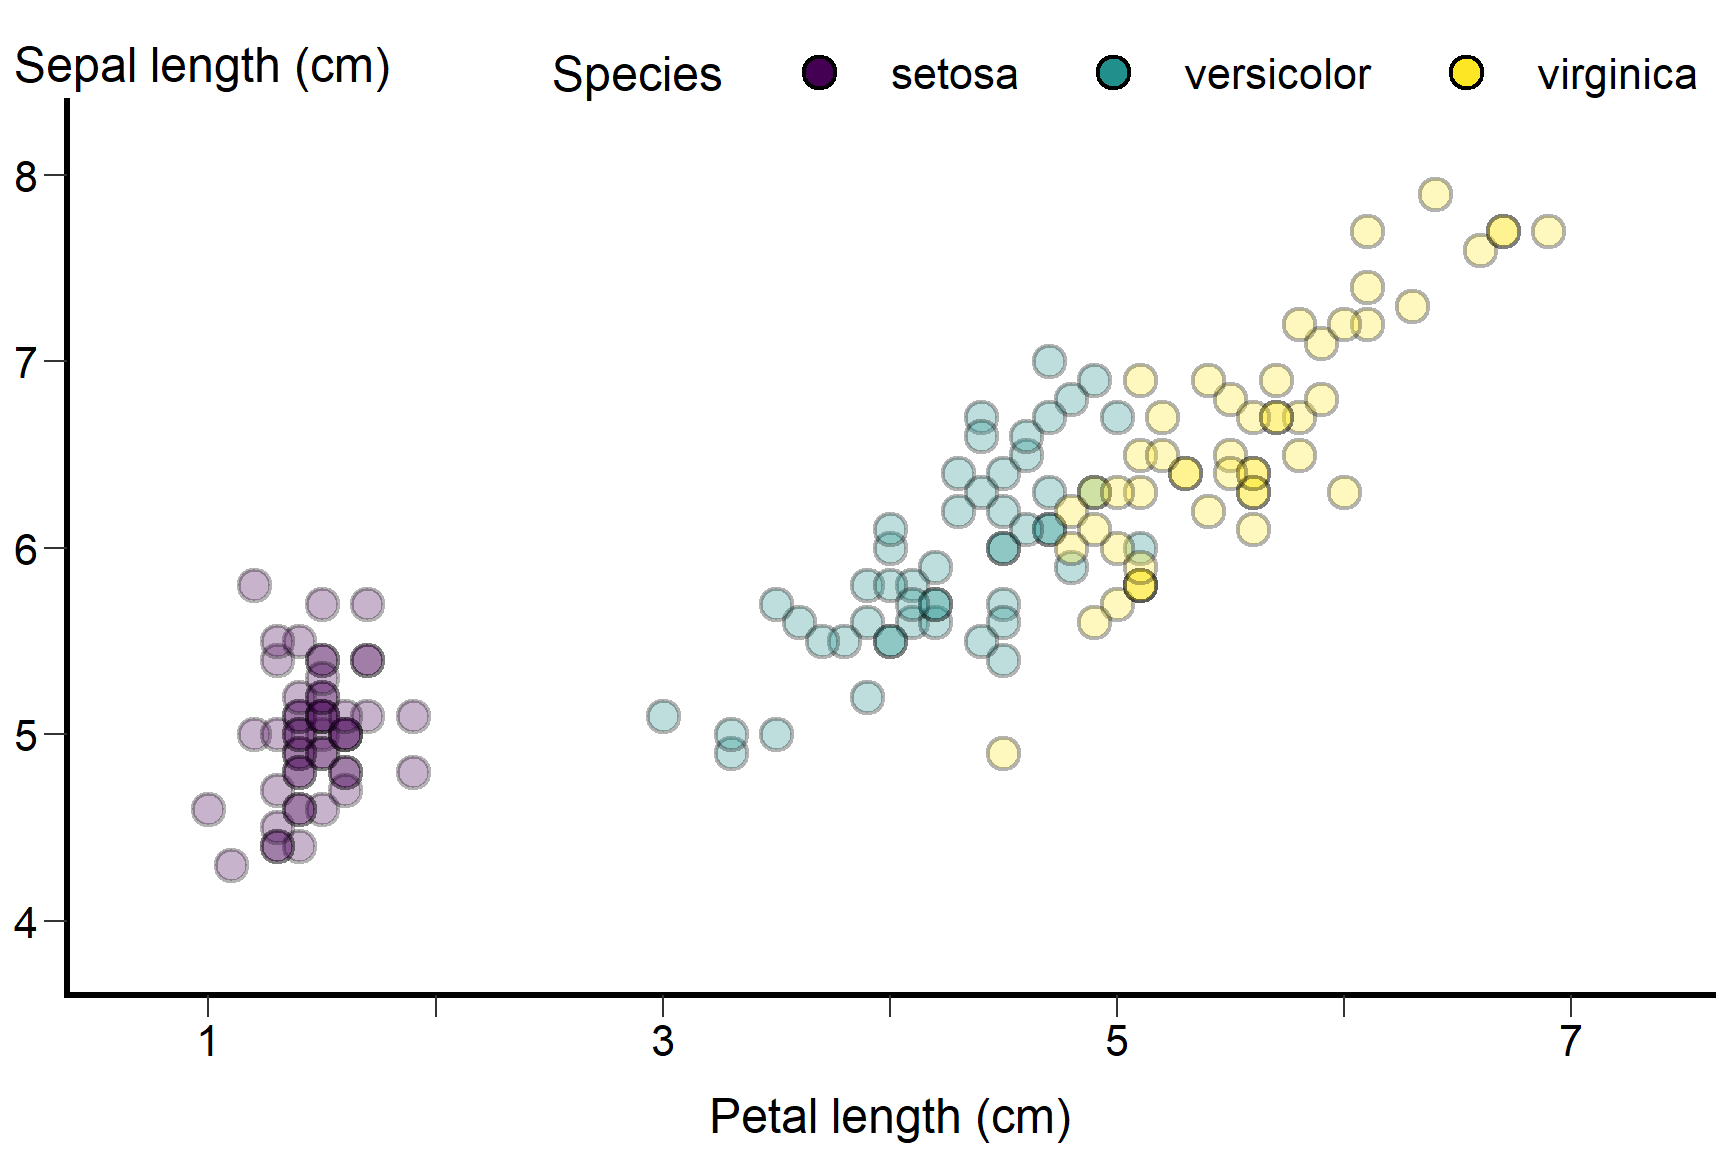 Sepal length (cm)
Species setosa versicolor virginica
8
7
6
5
4
1 3 5 7
Petal length (cm)